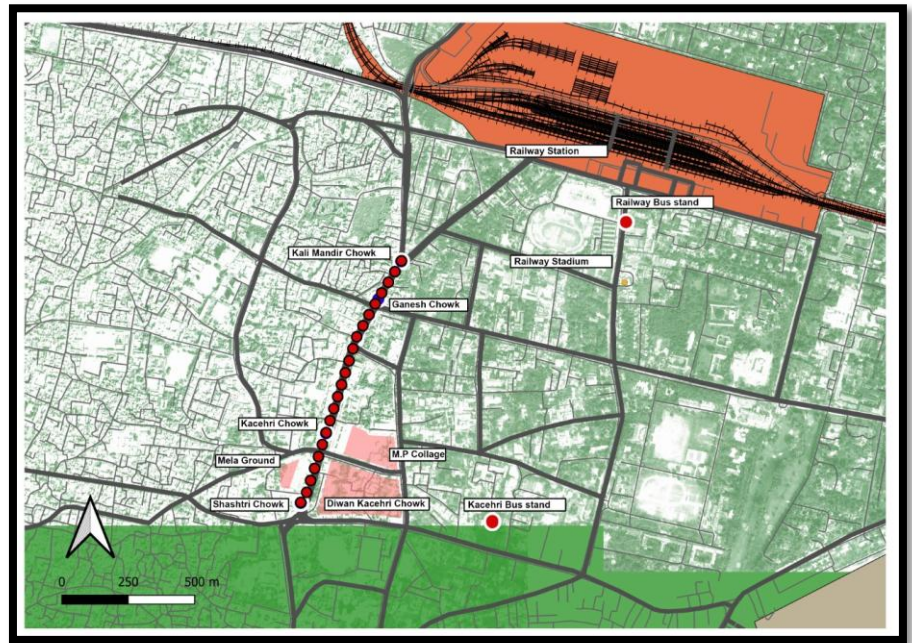 Railway Station
Railway Bus stand
Kali Mandir Chowk
Railway Stadium
Ganesh Chowk
Kacehri Chowk
Mela Ground
M.P Collage
Shashtri Chowk
Diwan Kacehri Chowk
Kacehri Bus stand
0 250 500 m